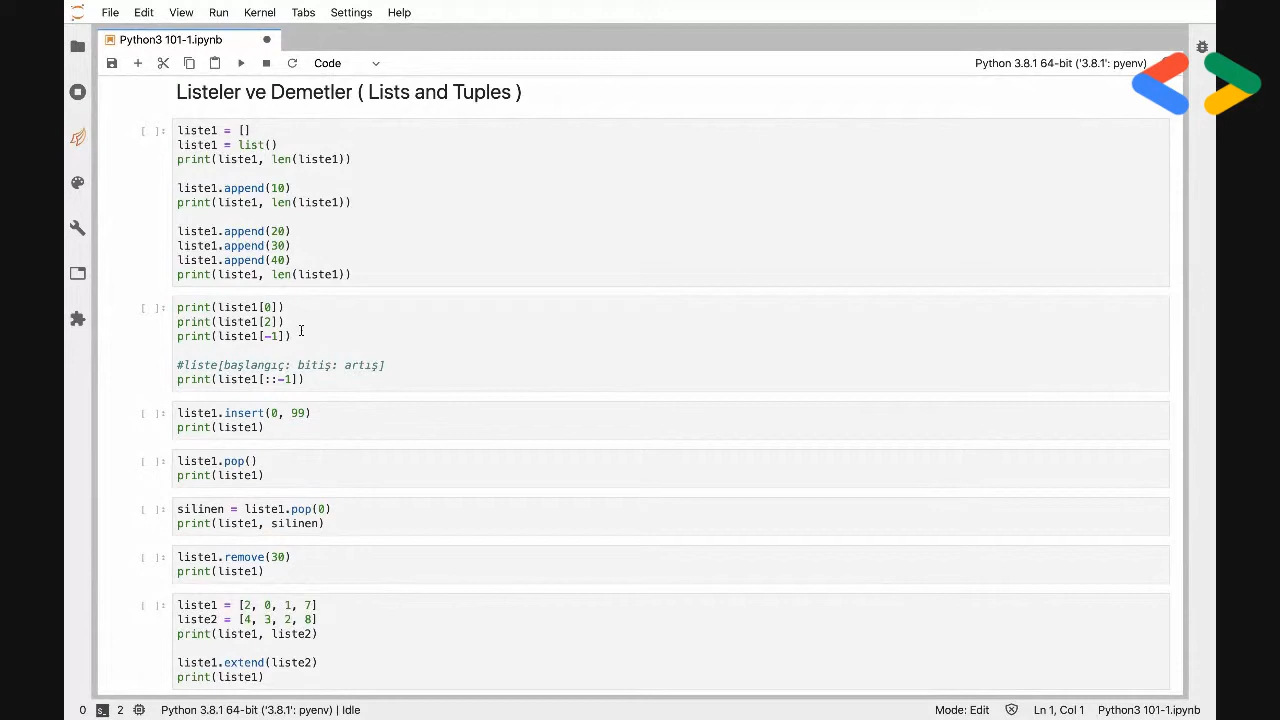 File Edit View Run Kernel Tabs Settings Help
Python3 101-1.ipynb
Code
Python 3.8.1 64-bit ('3.8.1': pyenv)
Listeler ve Demetler ( Lists and Tuples )
[ ]:
liste1 = []
liste1 = list()
print(liste1, len(liste1))
liste1.append(10)
print(liste1, len(liste1))
liste1.append(20)
liste1.append(30)
liste1.append(40)
print(liste1, len(liste1))
[ ]:
print(liste1[0])
print(liste1[2])
print(liste1[-1])
#liste[başlangıç: bitiş: artış]
print(liste1[::-1])
[ ]:
liste1.insert(0, 99)
print(liste1)
[ ]:
liste1.pop()
print(liste1)
[ ]:
silinen = liste1.pop(0)
print(liste1, silinen)
[ ]:
liste1.remove(30)
print(liste1)
[ ]:
liste1 = [2, 0, 1, 7]
liste2 = [4, 3, 2, 8]
print(liste1, liste2)
liste1.extend(liste2)
print(liste1)
0 2 Python 3.8.1 64-bit ('3.8.1': pyenv) | Idle
Mode: Edit Ln 1, Col 1 Python3 101-1.ipynb